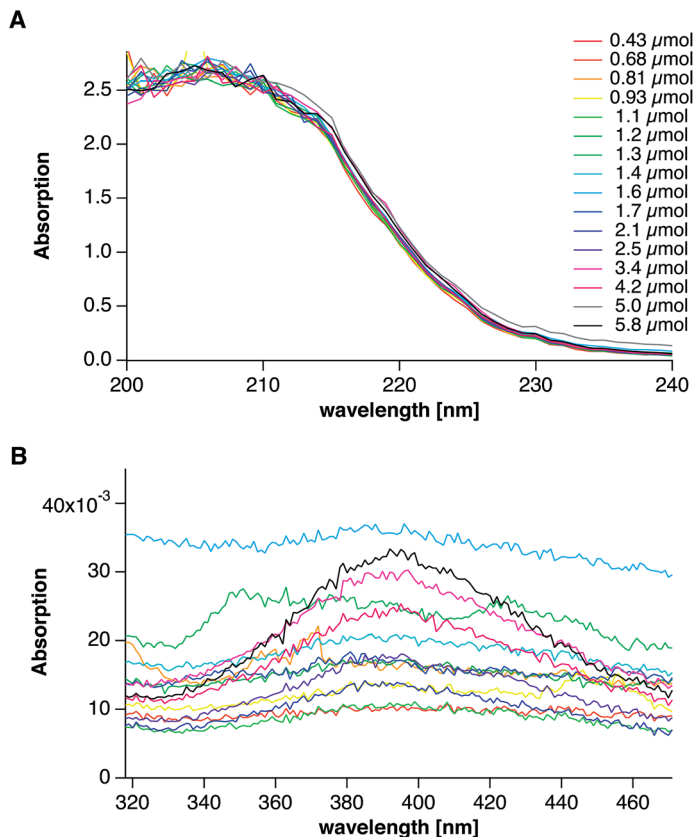 A
Absorption
2.5
2.0
1.5
1.0
0.5
0.0
200
210
220
230
240
wavelength [nm]
0.43 µmol
0.68 µmol
0.81 µmol
0.93 µmol
1.1 µmol
1.2 µmol
1.3 µmol
1.4 µmol
1.6 µmol
1.7 µmol
2.1 µmol
2.5 µmol
3.4 µmol
4.2 µmol
5.0 µmol
5.8 µmol
B
Absorption
40x10⁻³
30
20
10
0
320
340
360
380
400
420
440
460
wavelength [nm]